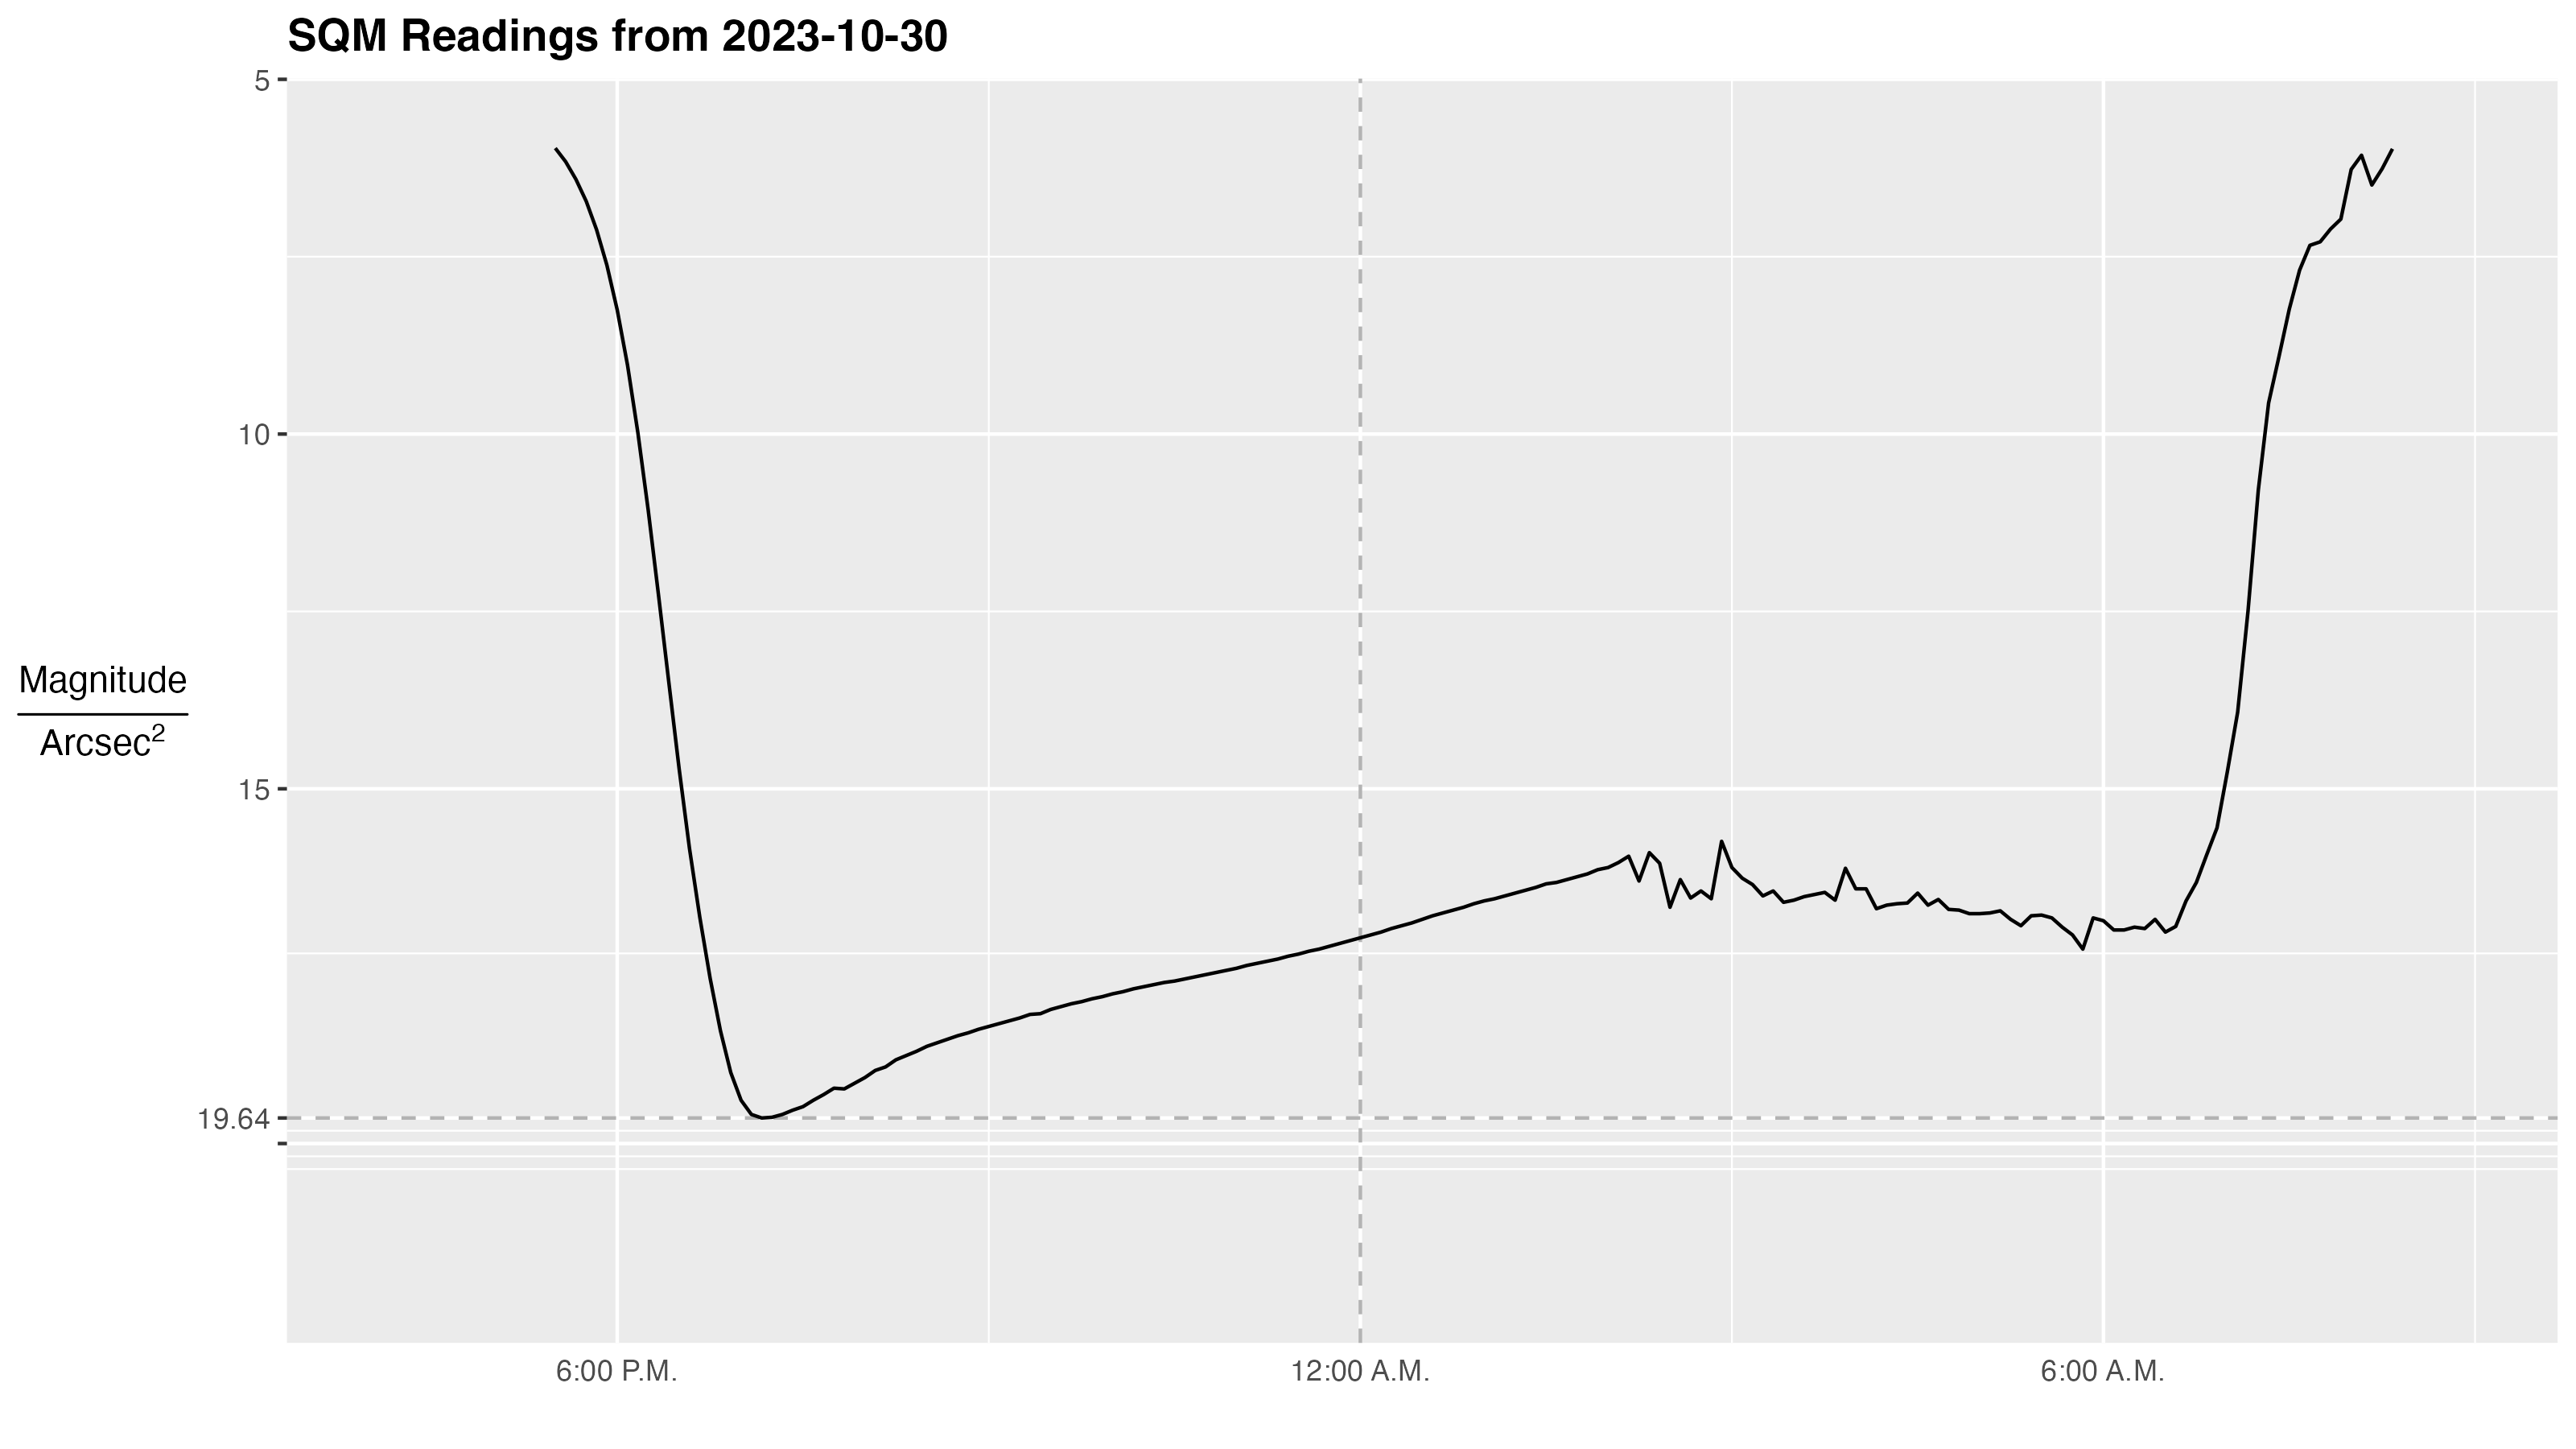 SQM Readings from 2023-10-30
5
10
15
19.64
Magnitude
Arcsec²
6:00 P.M.
12:00 A.M.
6:00 A.M.